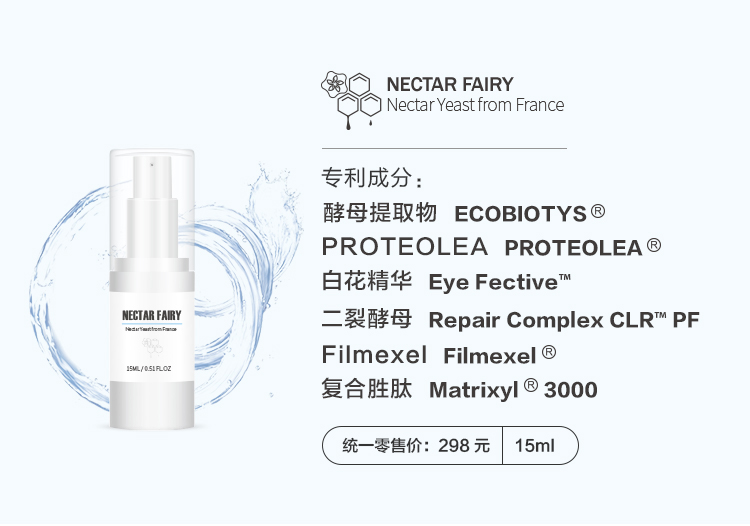 NECTAR FAIRY
Nectar Yeast from France
专利成分：
酵母提取物 ECOBIOTYS®
PROTEOLEA PROTEOLEA®
白花精华 Eye Fective™
二裂酵母 Repair Complex CLR™ PF
Filmexel Filmexel®
复合胜肽 Matrixyl® 3000
统一零售价：298 元 15ml
NECTAR FAIRY
Nectar Yeast from France
15ML / 0.51 FL.OZ